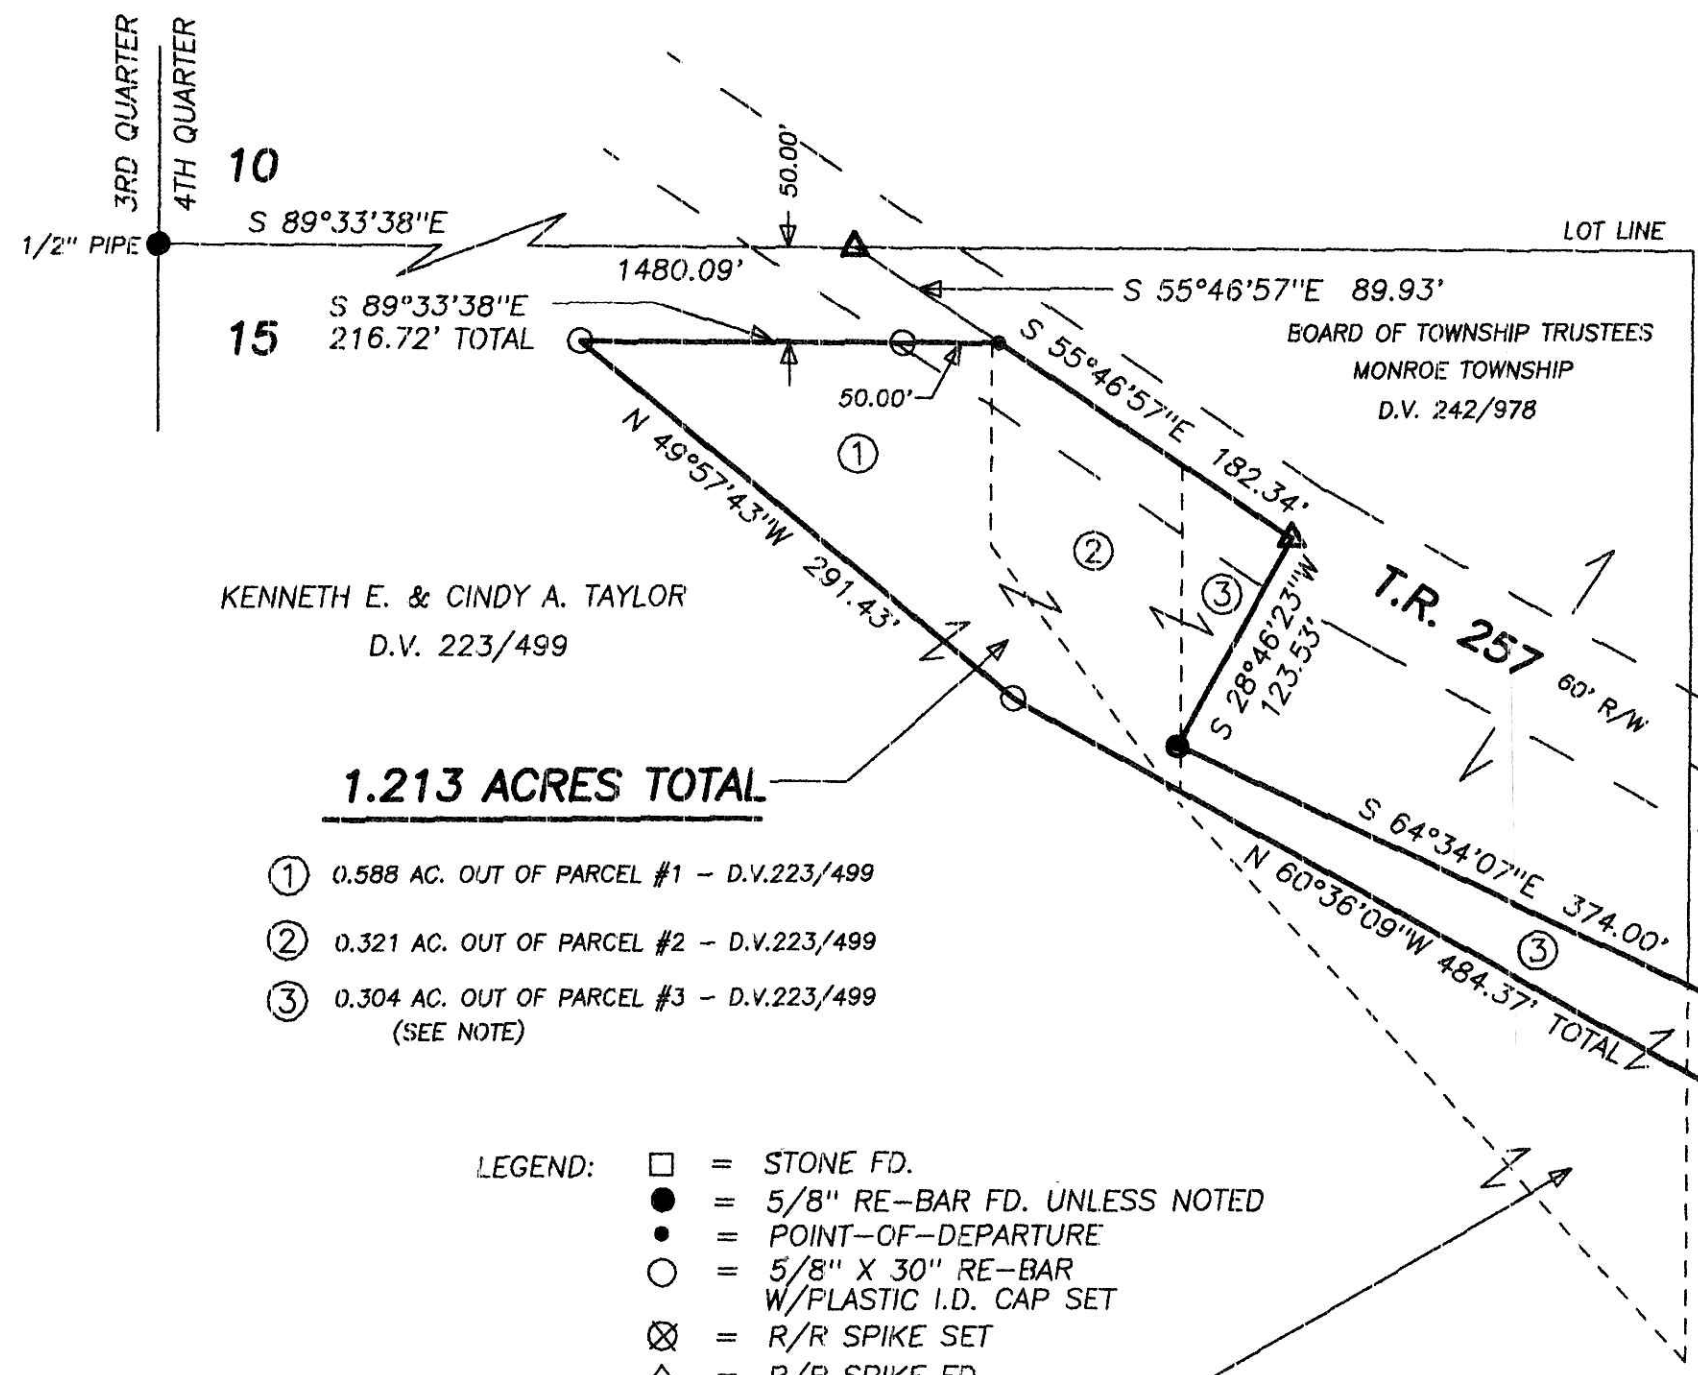 3RD QUARTER
4TH QUARTER
10
S 89°33'38"E
1/2" PIPE
1480.09'
50.00'
LOT LINE
S 55°46'57"E 89.93'
15
S 89°33'38"E
216.72' TOTAL
50.00'
BOARD OF TOWNSHIP TRUSTEES
MONROE TOWNSHIP
D.V. 242/978
S 55°46'57"E 182.34'
N 49°57'43"W 291.43'
1
2
3
S 28°46'23"W
123.53'
T.R. 257 60' R/W
KENNETH E. & CINDY A. TAYLOR
D.V. 223/499
1.213 ACRES TOTAL
S 64°34'07"E 374.00'
N 60°36'09"W 484.37' TOTAL
3
1 0.588 AC. OUT OF PARCEL #1 - D.V.223/499
2 0.321 AC. OUT OF PARCEL #2 - D.V.223/499
3 0.304 AC. OUT OF PARCEL #3 - D.V.223/499
(SEE NOTE)
LEGEND: □ = STONE FD.
● = 5/8" RE-BAR FD. UNLESS NOTED
• = POINT-OF-DEPARTURE
○ = 5/8" X 30" RE-BAR
W/PLASTIC I.D. CAP SET
⊗ = R/R SPIKE SET
△ = R/R SPIKE FD.